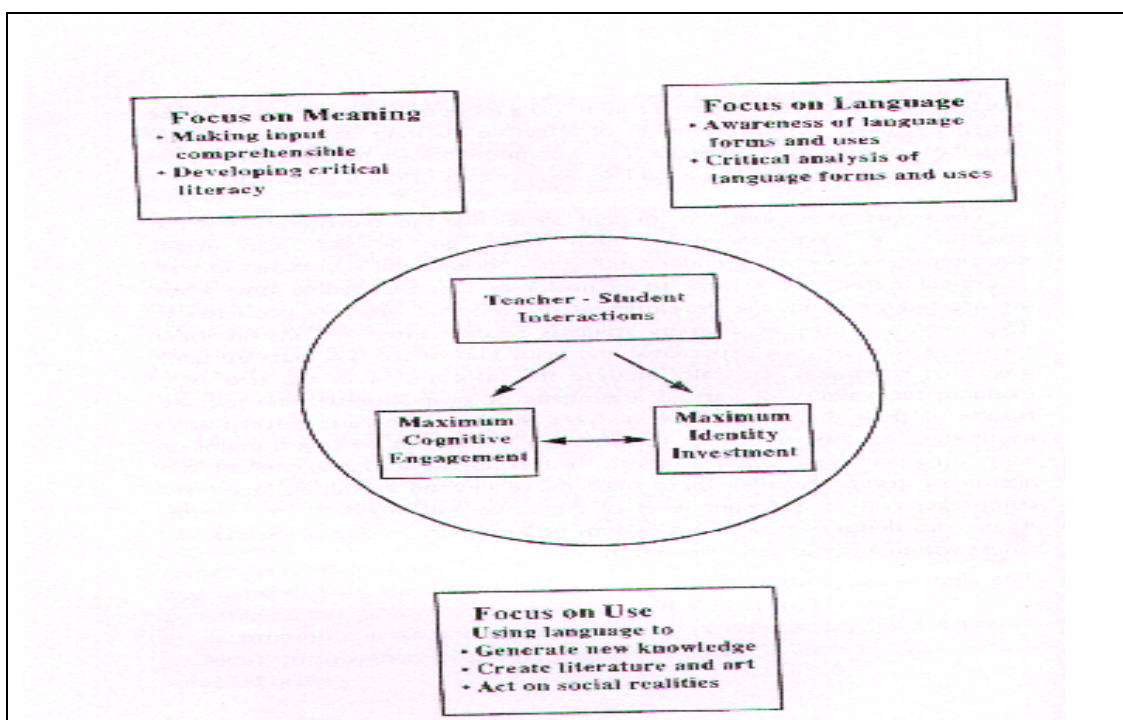 Focus on Meaning
• Making input
comprehensible
• Developing critical
literacy
Focus on Language
• Awareness of language
forms and uses
• Critical analysis of
language forms and uses
Teacher - Student
Interactions
Maximum
Cognitive
Engagement
Maximum
Identity
Investment
Focus on Use
Using language to
• Generate new knowledge
• Create literature and art
• Act on social realities